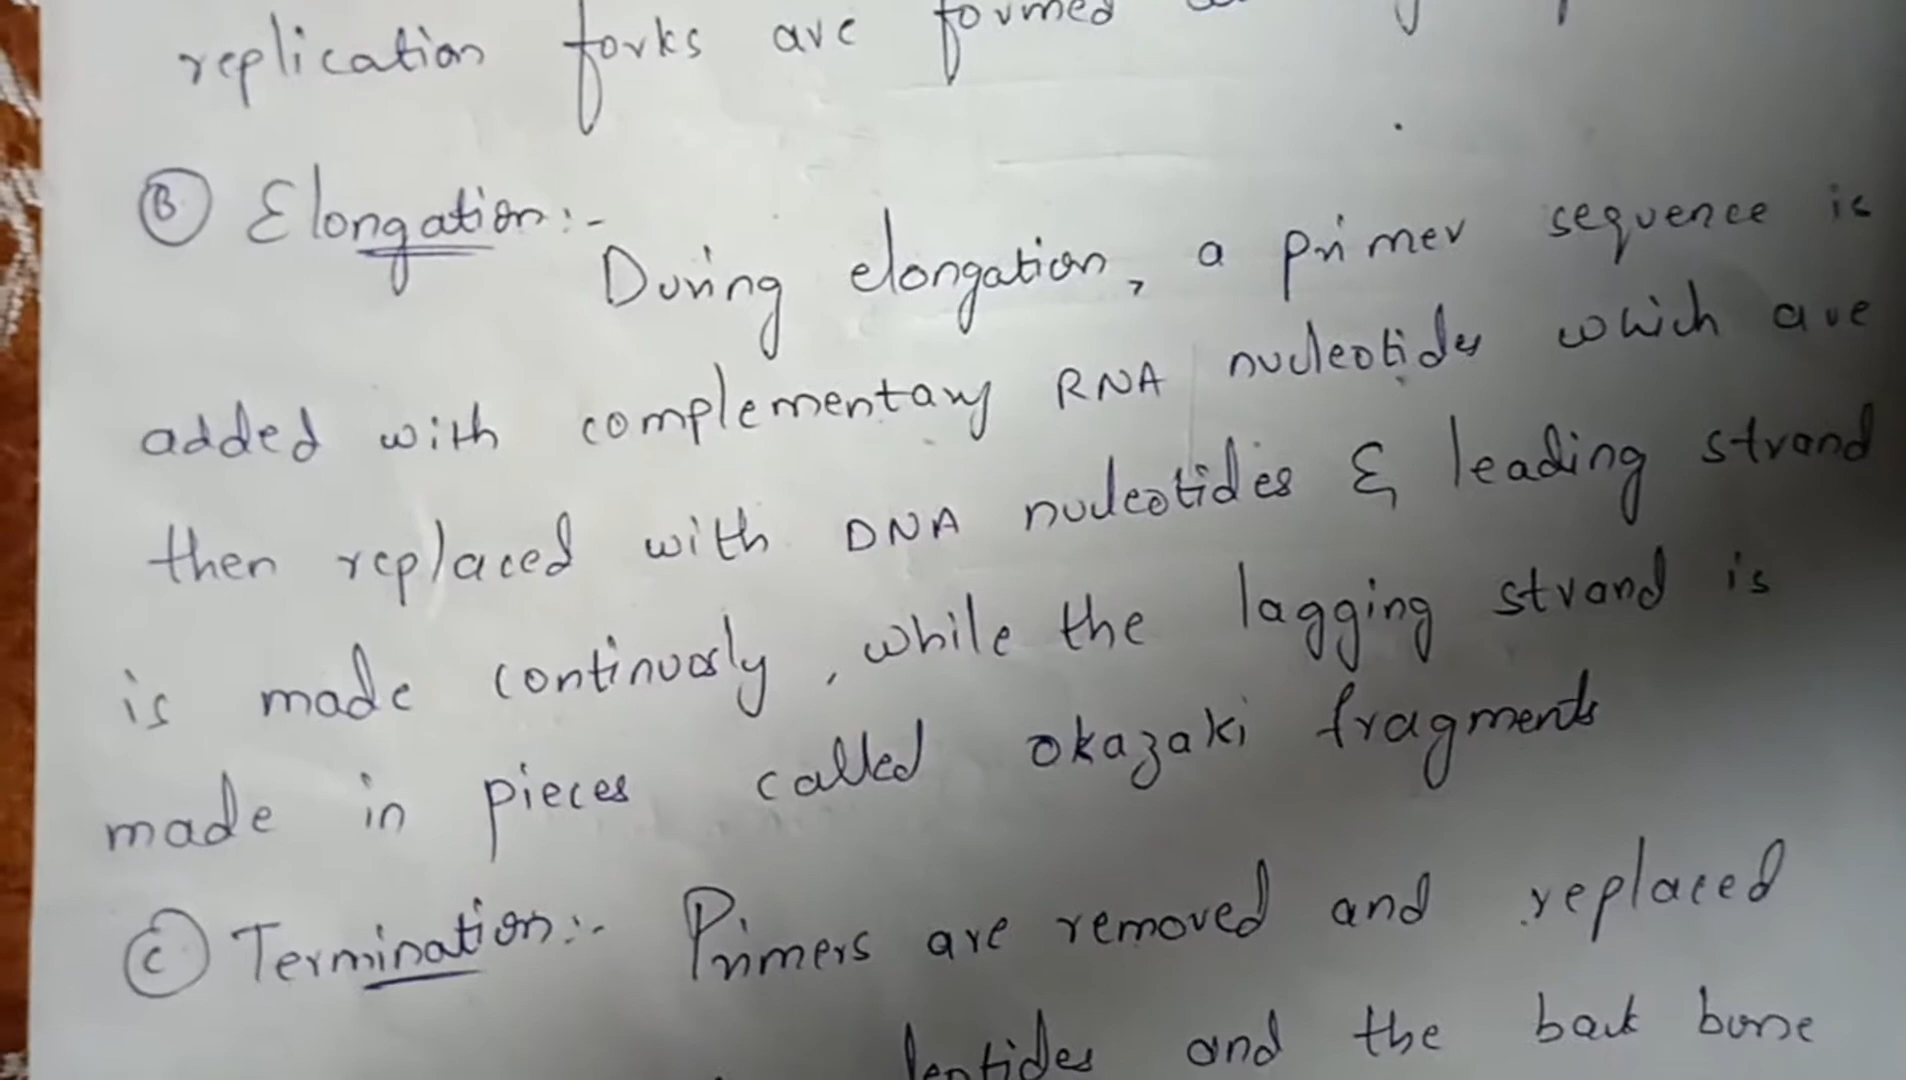 replication forks are formed
Ⓑ Elongation:-
During elongation, a primer sequence is
added with complementary RNA nucleotides which are
then replaced with DNA nucleotides & leading strand
is made continuosly, while the lagging strand is
made in pieces called okazaki fragments
Ⓒ Termination:- Primers are removed and replaced
and the back bone